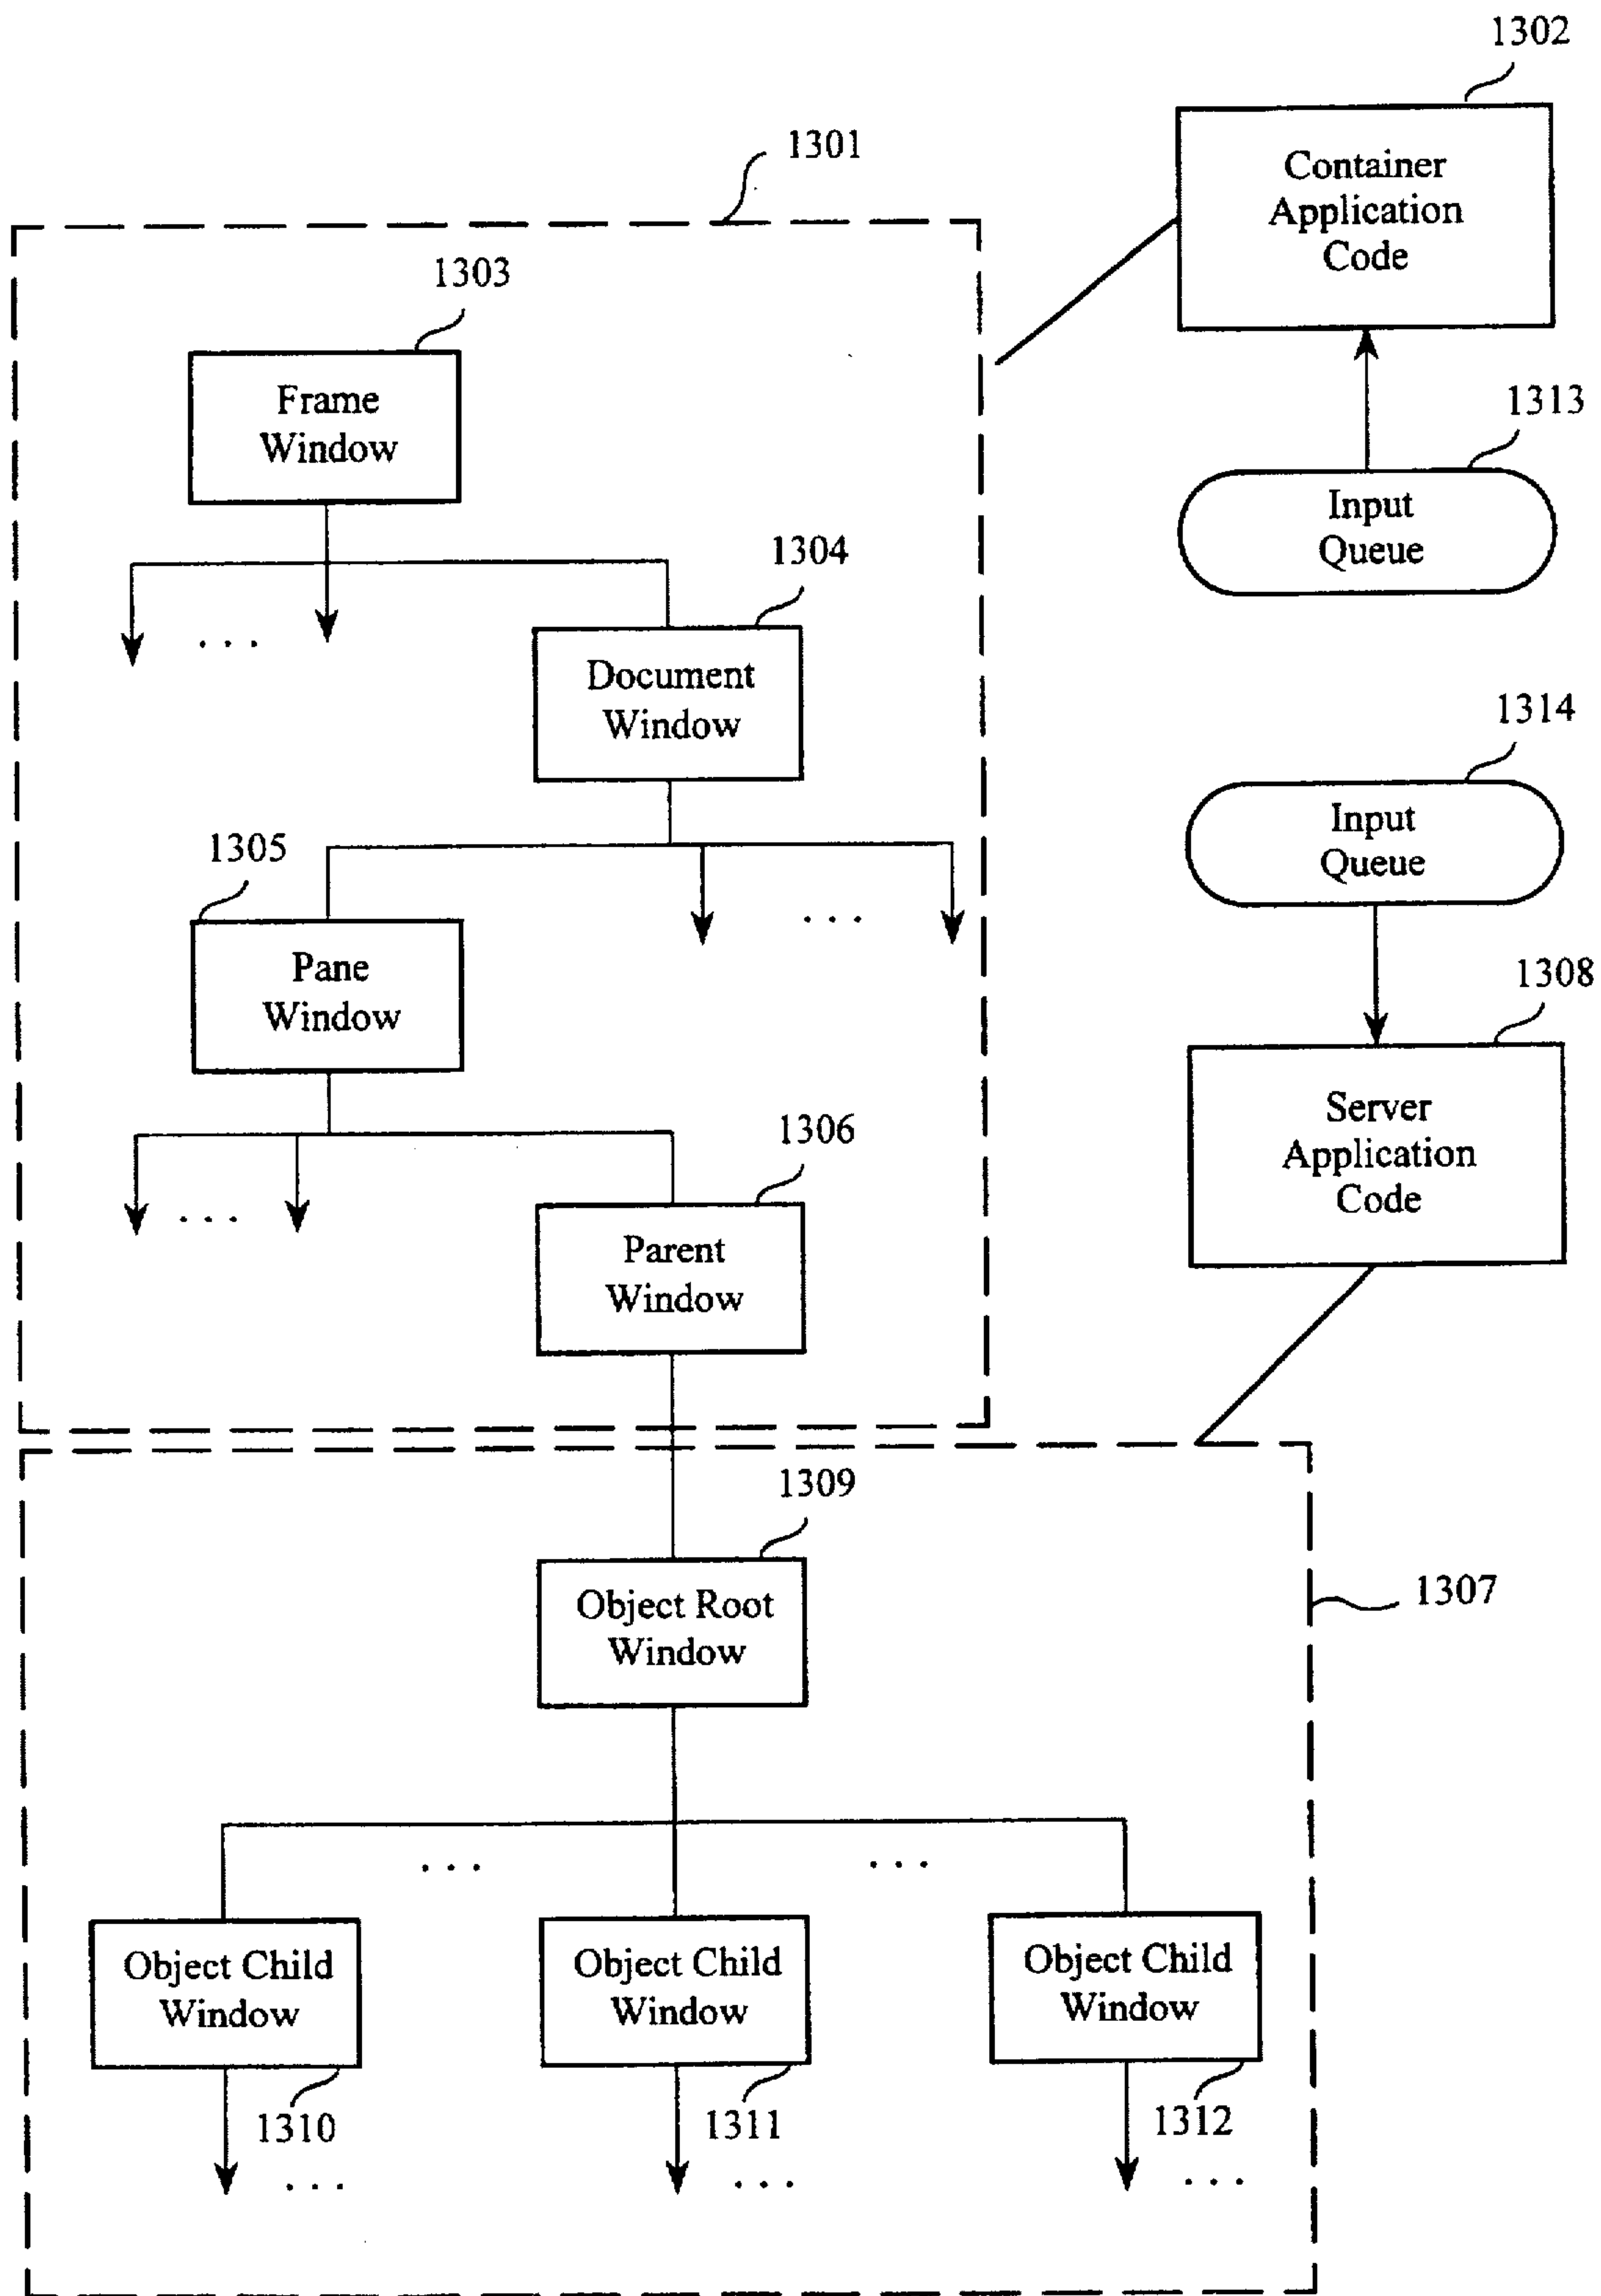 1302
Container
Application
Code
1301
1303
Frame
Window
1313
Input
Queue
1304
Document
Window
. . .
1314
Input
Queue
1305
Pane
Window
. . .
1308
Server
Application
Code
1306
Parent
Window
. . .
1309
Object Root
Window
1307
. . .
. . .
Object Child
Window
Object Child
Window
Object Child
Window
1310
1311
1312
. . .
. . .
. . .